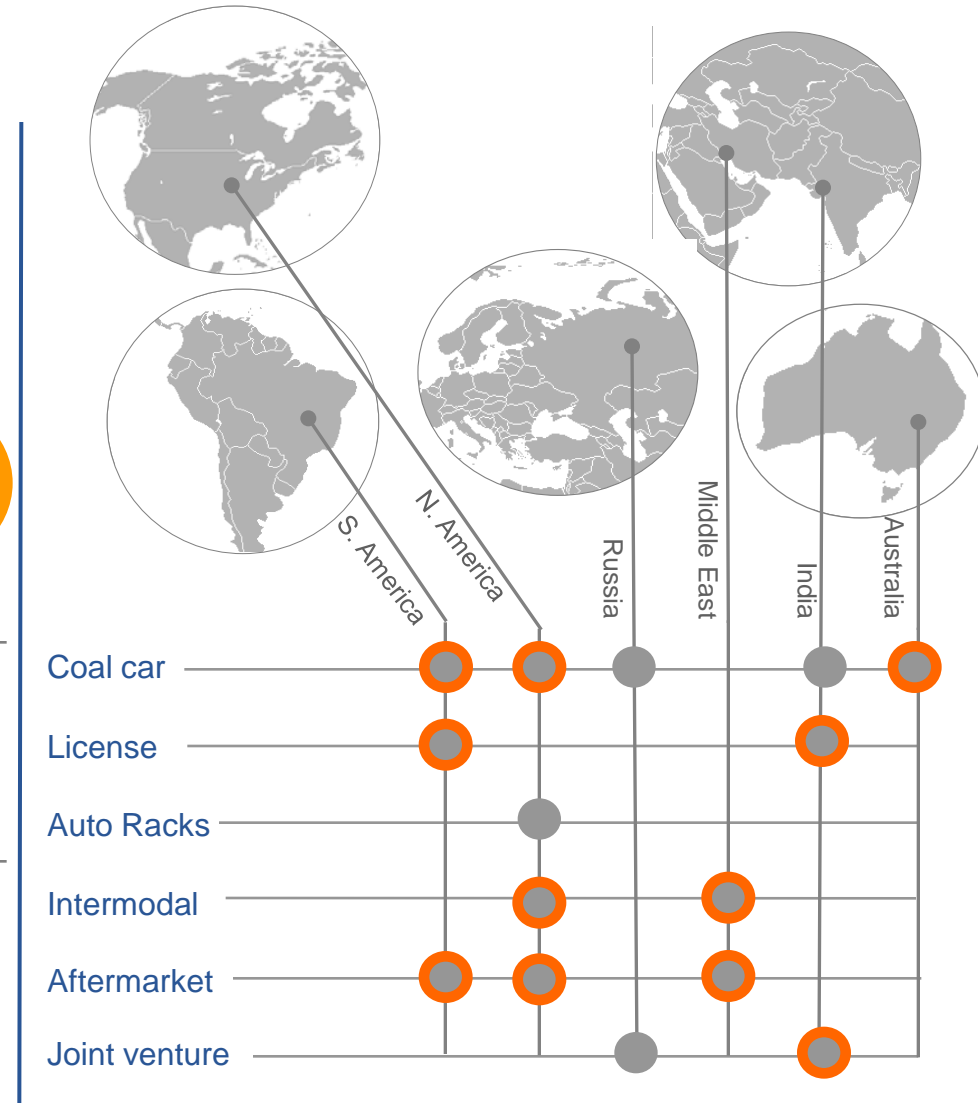 S. America
N. America
Russia
Middle East
India
Australia
Coal car
License
Auto Racks
Intermodal
Aftermarket
Joint venture